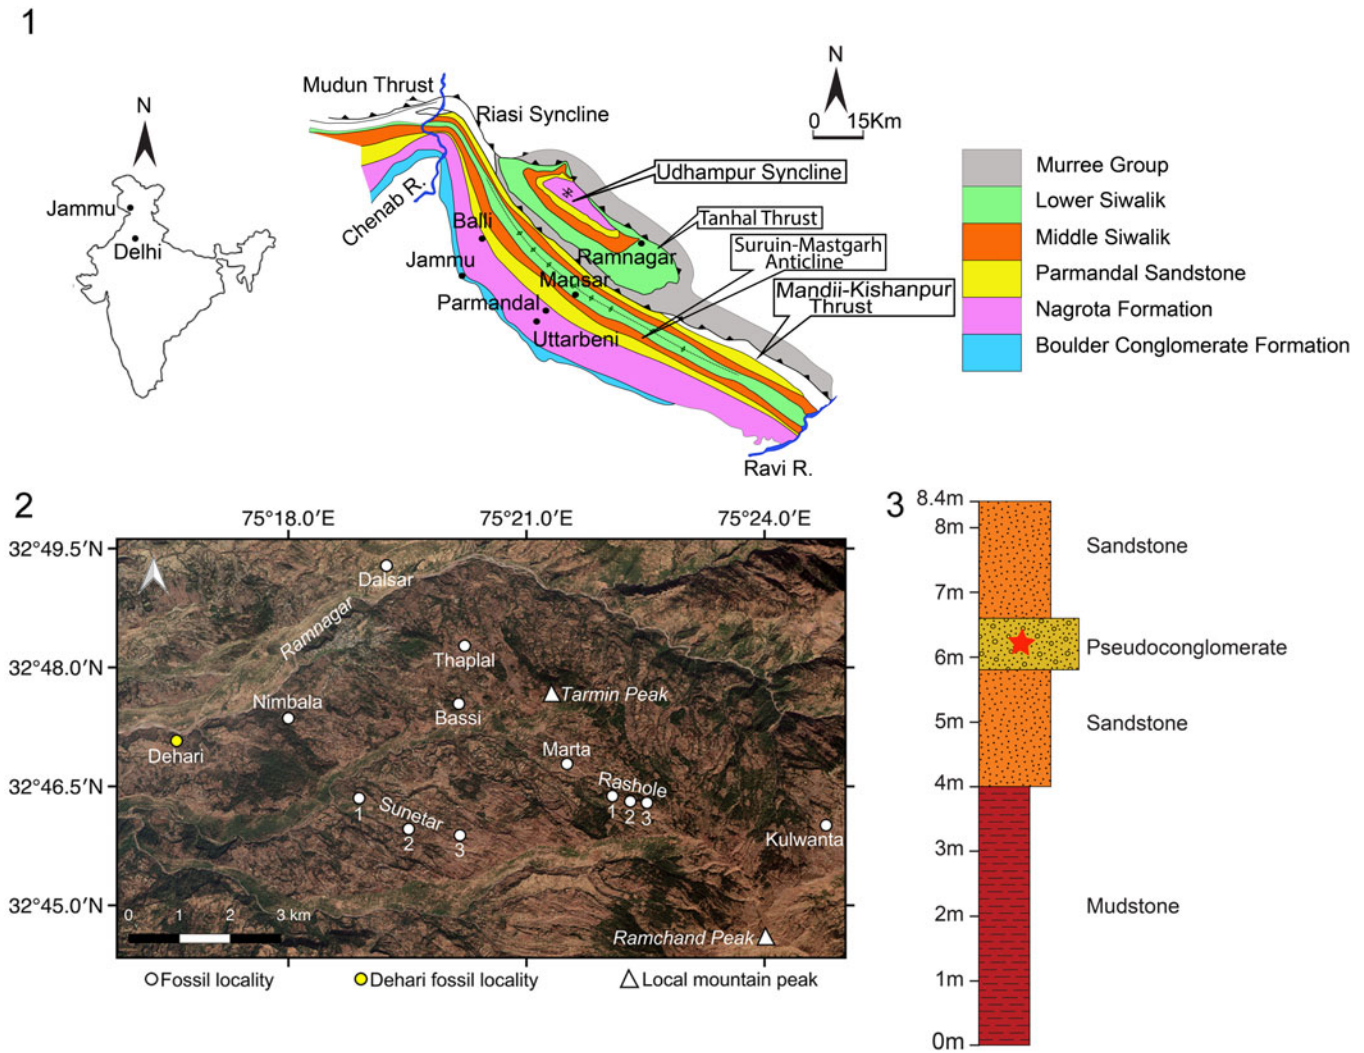 1
N
Jammu
Delhi
Mudun Thrust
Riasi Syncline
N
0 15Km
Chenab R.
Udhampur Syncline
Tanhal Thrust
Balli
Ramnagar
Suruin-Mastgarh
Anticline
Jammu
Mansar
Mandii-Kishanpur
Thrust
Parmandal
Uttarbeni
Ravi R.
Murree Group
Lower Siwalik
Middle Siwalik
Parmandal Sandstone
Nagrota Formation
Boulder Conglomerate Formation
2
75°18.0′E 75°21.0′E 75°24.0′E
32°49.5′N
32°48.0′N
32°46.5′N
32°45.0′N
Dalsar
Ramnagar
Thaplal
Tarmin Peak
Nimbala
Bassi
Dehari
Marta
Rashole
1 2 3
Sunetar
1 2 3
Kulwanta
Ramchand Peak
0 1 2 3 km
Fossil locality
Dehari fossil locality
Local mountain peak
3
8.4m
8m
Sandstone
7m
Pseudoconglomerate
6m
5m
Sandstone
4m
3m
2m
Mudstone
1m
0m